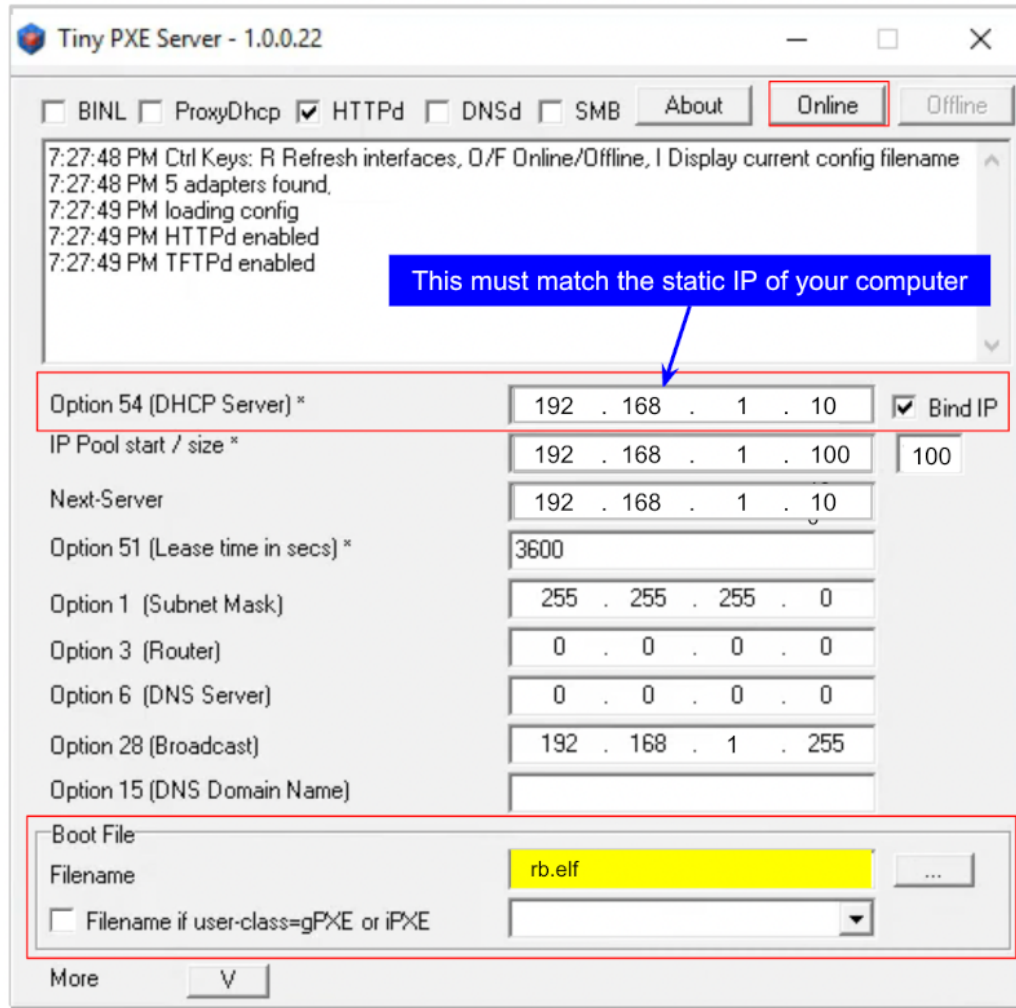 Tiny PXE Server - 1.0.0.22
BINL ProxyDhcp HTTPd DNSd SMB About Online Offline
7:27:48 PM Ctrl Keys: R Refresh interfaces, O/F Online/Offline, I Display current config filename
7:27:48 PM 5 adapters found,
7:27:49 PM loading config
7:27:49 PM HTTPd enabled
7:27:49 PM TFTPd enabled
This must match the static IP of your computer
Option 54 (DHCP Server) * 192 . 168 . 1 . 10 Bind IP
IP Pool start / size * 192 . 168 . 1 . 100 100
Next-Server 192 . 168 . 1 . 10
Option 51 (Lease time in secs) * 3600
Option 1 (Subnet Mask) 255 . 255 . 255 . 0
Option 3 (Router) 0 . 0 . 0 . 0
Option 6 (DNS Server) 0 . 0 . 0 . 0
Option 28 (Broadcast) 192 . 168 . 1 . 255
Option 15 (DNS Domain Name)
Boot File
Filename rb.elf ...
Filename if user-class=gPXE or iPXE
More V